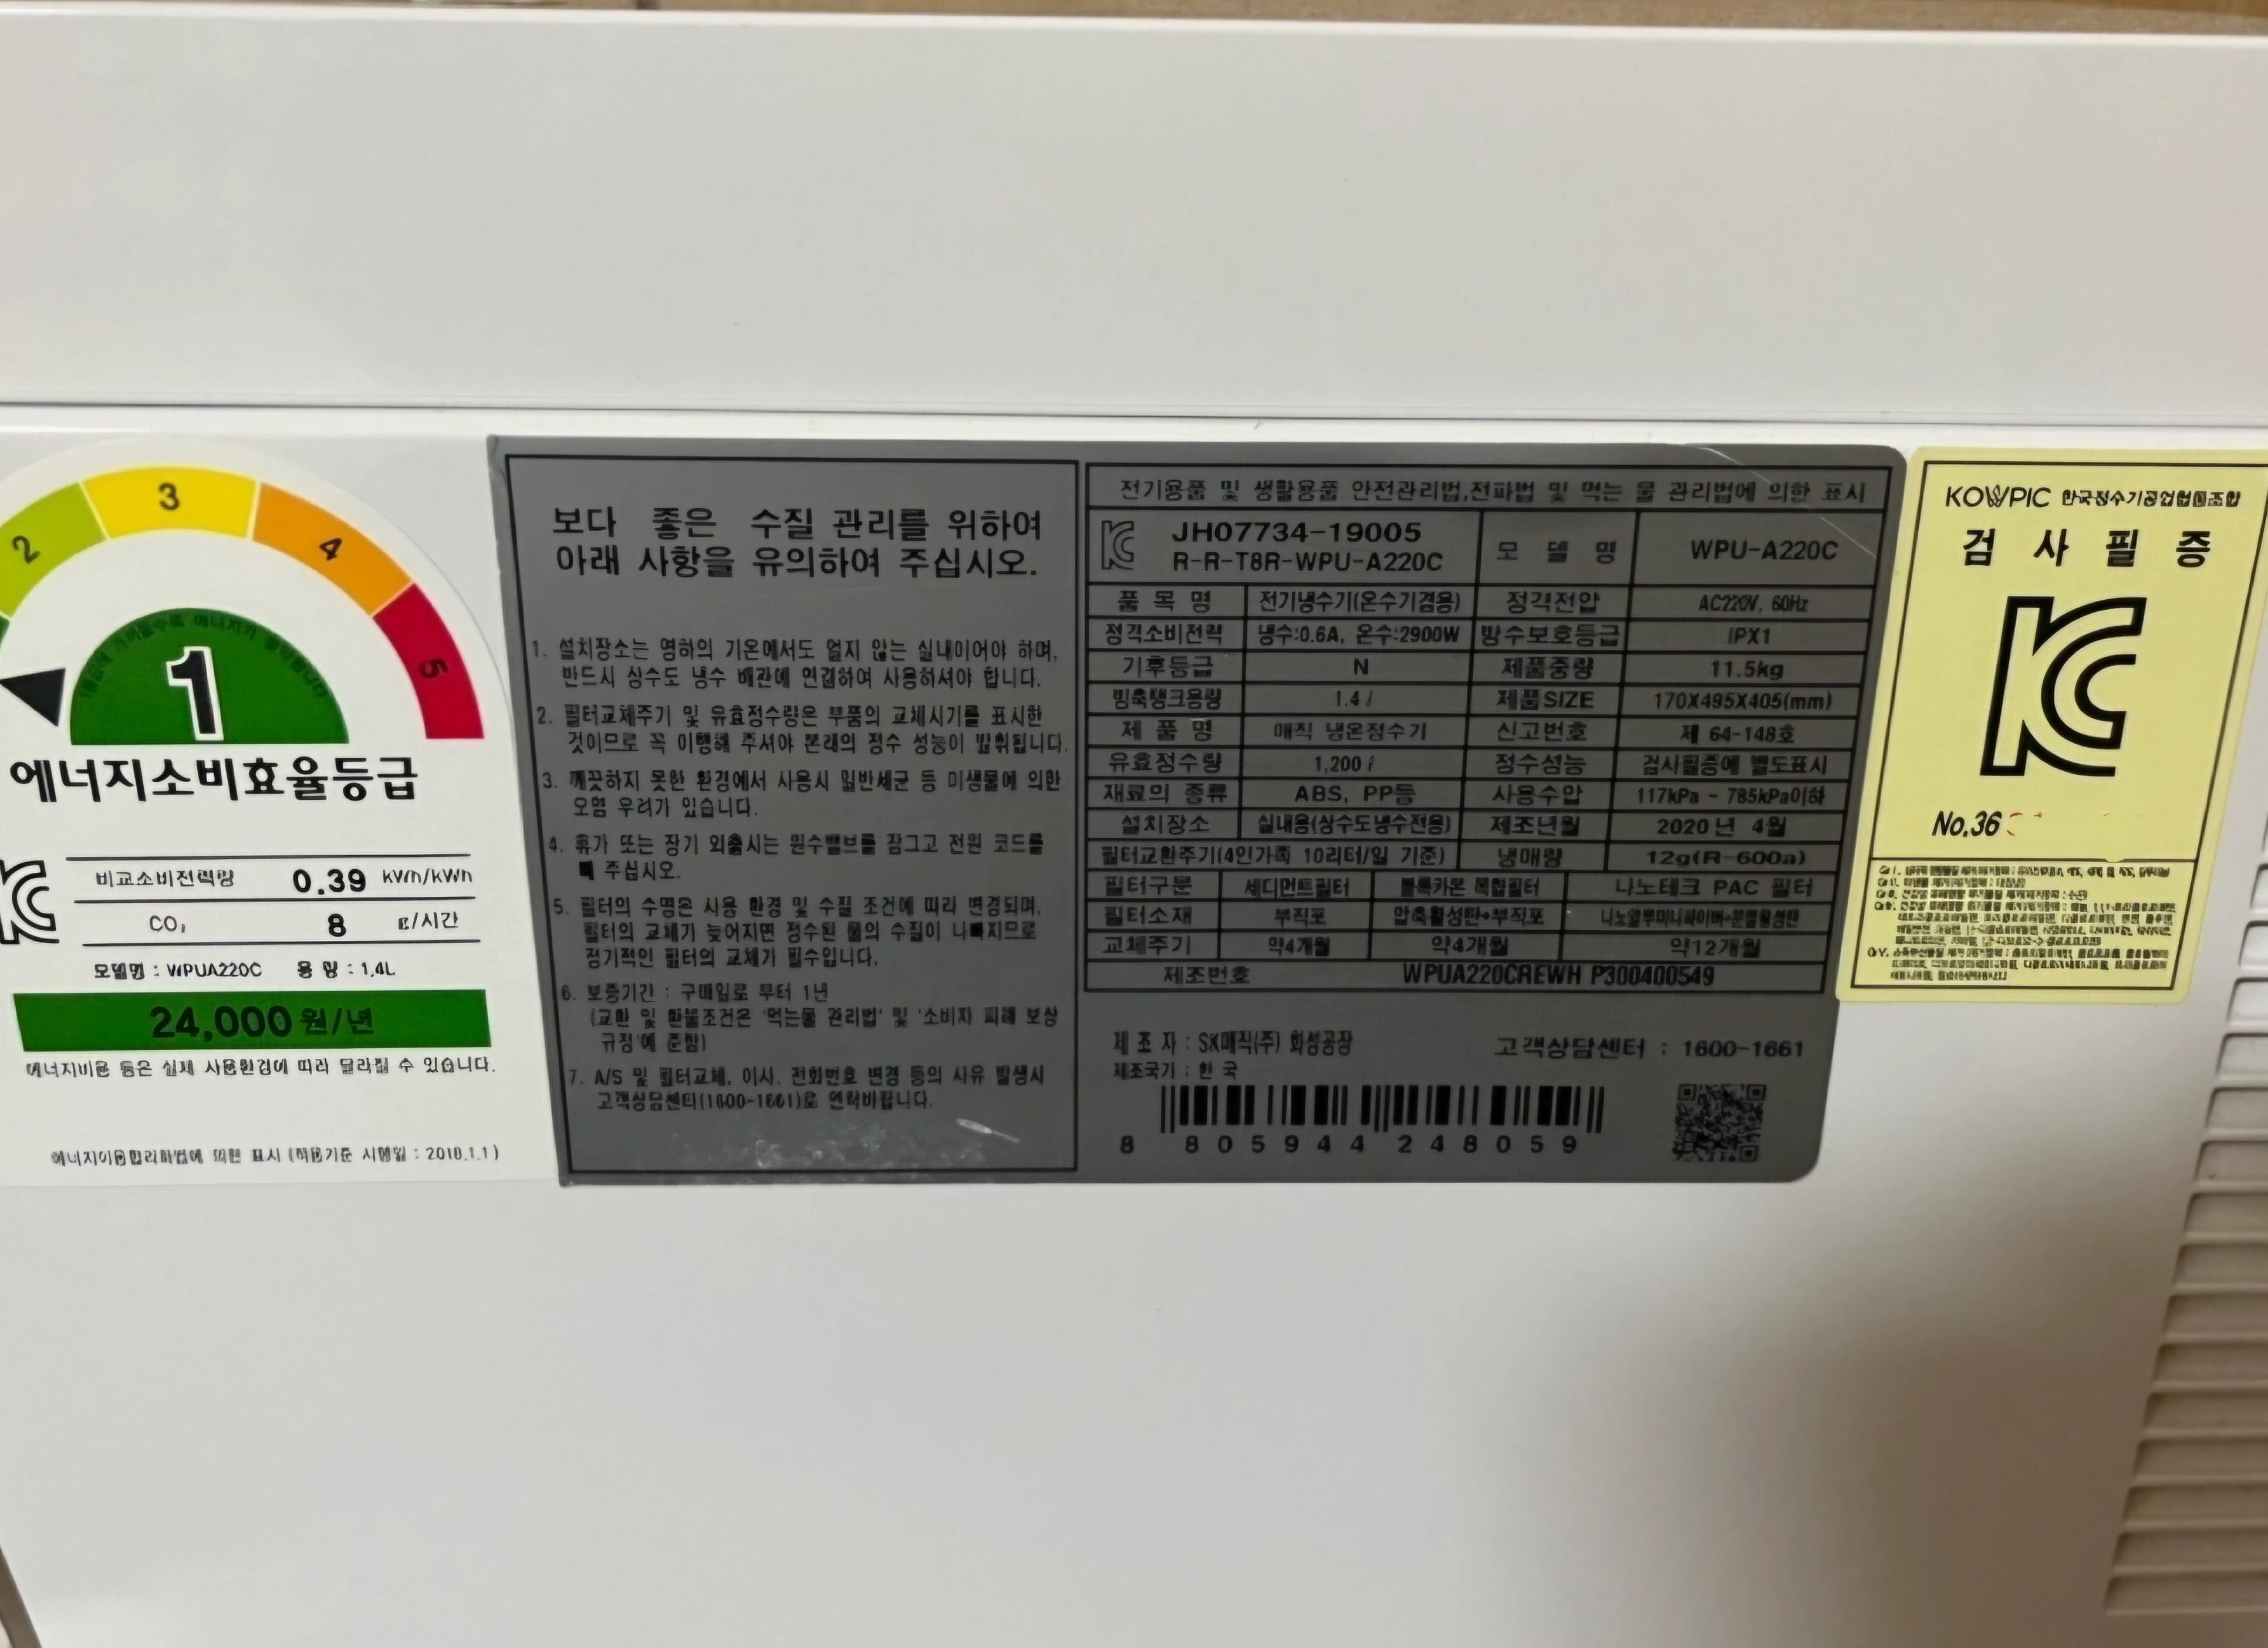 2
3
4
5
1
에너지소비효율등급
비교소비전력량 0.39 kWh/kWh
CO₂ 8 g/시간
모델명 : WPUA220C 용 량 : 1.4L
24,000원/년
에너지비용 등은 실제 사용환경에 따라 달라질 수 있습니다.
에너지이용합리화법에 의한 표시 (적용기준 시행일 : 2018.1.1)
보다 좋은 수질 관리를 위하여
아래 사항을 유의하여 주십시오.
1. 설치장소는 영하의 기온에서도 얼지 않는 실내이어야 하며,
반드시 상수도 냉수 배관에 연결하여 사용하셔야 합니다.
2. 필터교체주기 및 유효정수량은 부품의 교체시기를 표시한
것이므로 꼭 이행해 주셔야 본래의 정수 성능이 발휘됩니다.
3. 깨끗하지 못한 환경에서 사용시 일반세균 등 미생물에 의한
오염 우려가 있습니다.
4. 휴가 또는 장기 외출시는 원수밸브를 잠그고 전원 코드를
빼 주십시오.
5. 필터의 수명은 사용 환경 및 수질 조건에 따라 변경되며,
필터의 교체가 늦어지면 정수된 물의 수질이 나빠지므로
정기적인 필터의 교체가 필수입니다.
6. 보증기간 : 구매일로 부터 1년
(교환 및 환불조건은 '먹는물 관리법' 및 '소비자 피해 보상
규정'에 준함)
7. A/S 및 필터교체, 이사, 전화번호 변경 등의 사유 발생시
고객상담센터(1600-1661)로 연락바랍니다.
전기용품 및 생활용품 안전관리법,전파법 및 먹는 물 관리법에 의한 표시
JH07734-19005
R-R-T8R-WPU-A220C
모 델 명 WPU-A220C
품 목 명 전기냉수기(온수기겸용) 정격전압 AC220V, 60Hz
정격소비전력 냉수:0.6A, 온수:2900W 방수보호등급 IPX1
기후등급 N 제품중량 11.5kg
빙축탱크용량 1.4ℓ 제품SIZE 170X495X405(mm)
제 품 명 매직 냉온정수기 신고번호 제 64-148호
유효정수량 1,200ℓ 정수성능 검사필증에 별도표시
재료의 종류 ABS, PP등 사용수압 117kPa - 785kPa이하
설치장소 실내용(상수도냉수전용) 제조년월 2020년 4월
필터교환주기(4인가족 10리터/일 기준) 냉매량 12g(R-600a)
필터구분 세디먼트필터 블록카본 복합필터 나노테크 PAC 필터
필터소재 부직포 압축활성탄+부직포
교체주기 약4개월 약4개월 약12개월
제조번호 WPUA220CREWH P300400549
제 조 자 : SK매직(주) 화성공장 고객상담센터 : 1600-1661
제조국가 : 한 국
8 805944 248059
KOWPIC 한국정수기공업협동조합
검 사 필 증
No.36